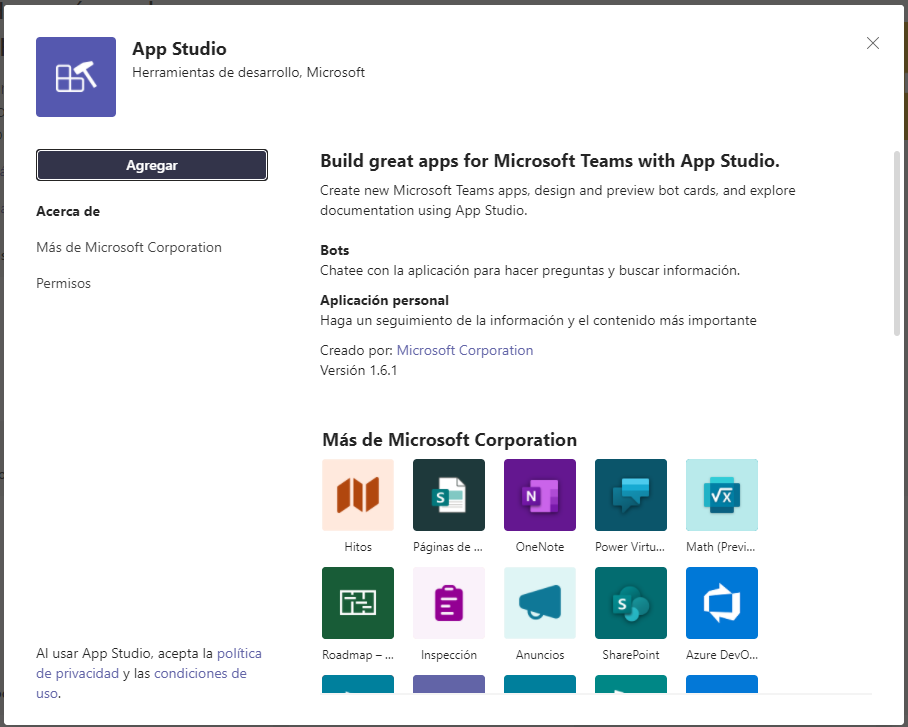 App Studio
Herramientas de desarrollo, Microsoft
Agregar
Acerca de
Más de Microsoft Corporation
Permisos
Build great apps for Microsoft Teams with App Studio.
Create new Microsoft Teams apps, design and preview bot cards, and explore
documentation using App Studio.
Bots
Chatee con la aplicación para hacer preguntas y buscar información.
Aplicación personal
Haga un seguimiento de la información y el contenido más importante
Creado por: Microsoft Corporation
Versión 1.6.1
Más de Microsoft Corporation
Hitos
Páginas de ...
OneNote
Power Virtu...
Math (Previ...
Roadmap – ...
Inspección
Anuncios
SharePoint
Azure DevO...
Al usar App Studio, acepta la política
de privacidad y las condiciones de
uso.